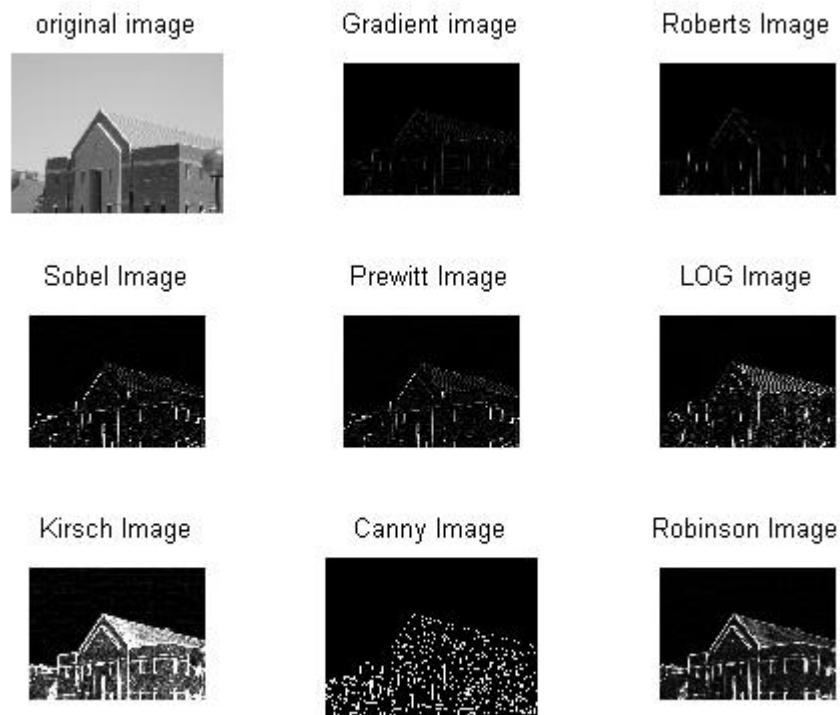 original image
Gradient image
Roberts Image
Sobel Image
Prewitt Image
LOG Image
Kirsch Image
Canny Image
Robinson Image